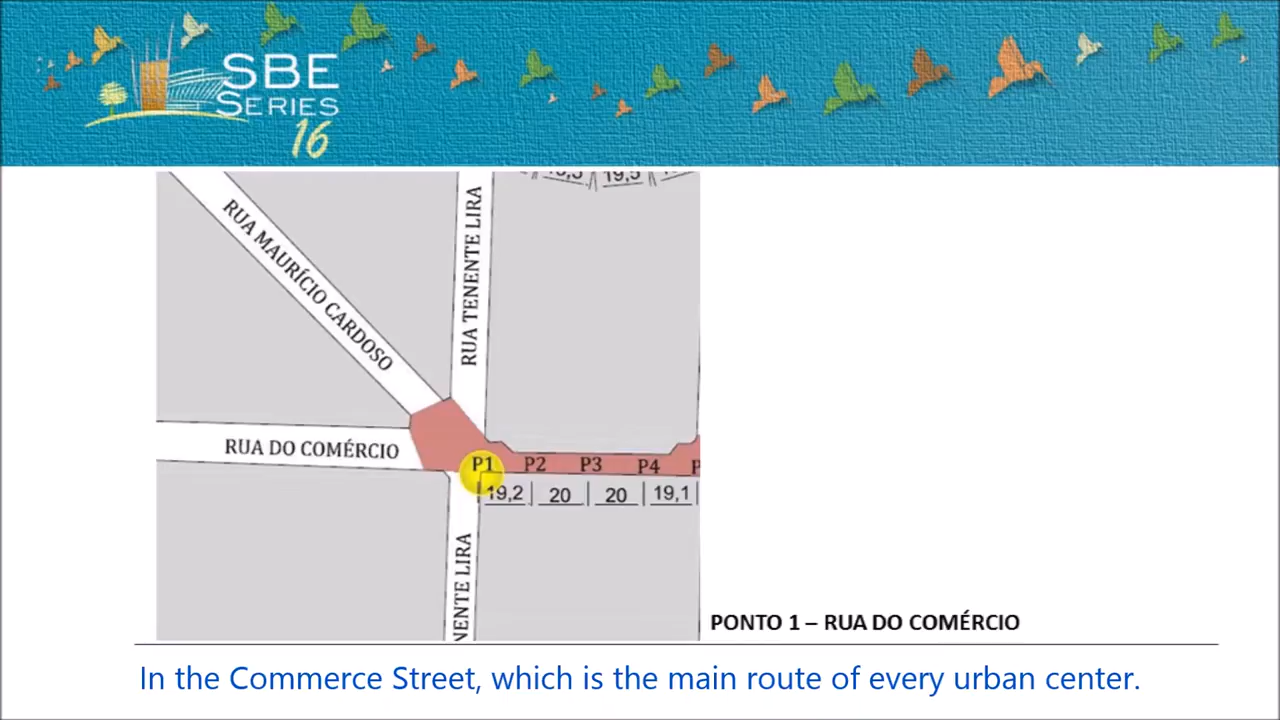 SBE
SERIES
16
19,5
RUA MAURÍCIO CARDOSO
RUA TENENTE LIRA
RUA DO COMÉRCIO
P1 P2 P3 P4 P
19,2 20 20 19,1
NENTE LIRA
PONTO 1 – RUA DO COMÉRCIO
In the Commerce Street, which is the main route of every urban center.